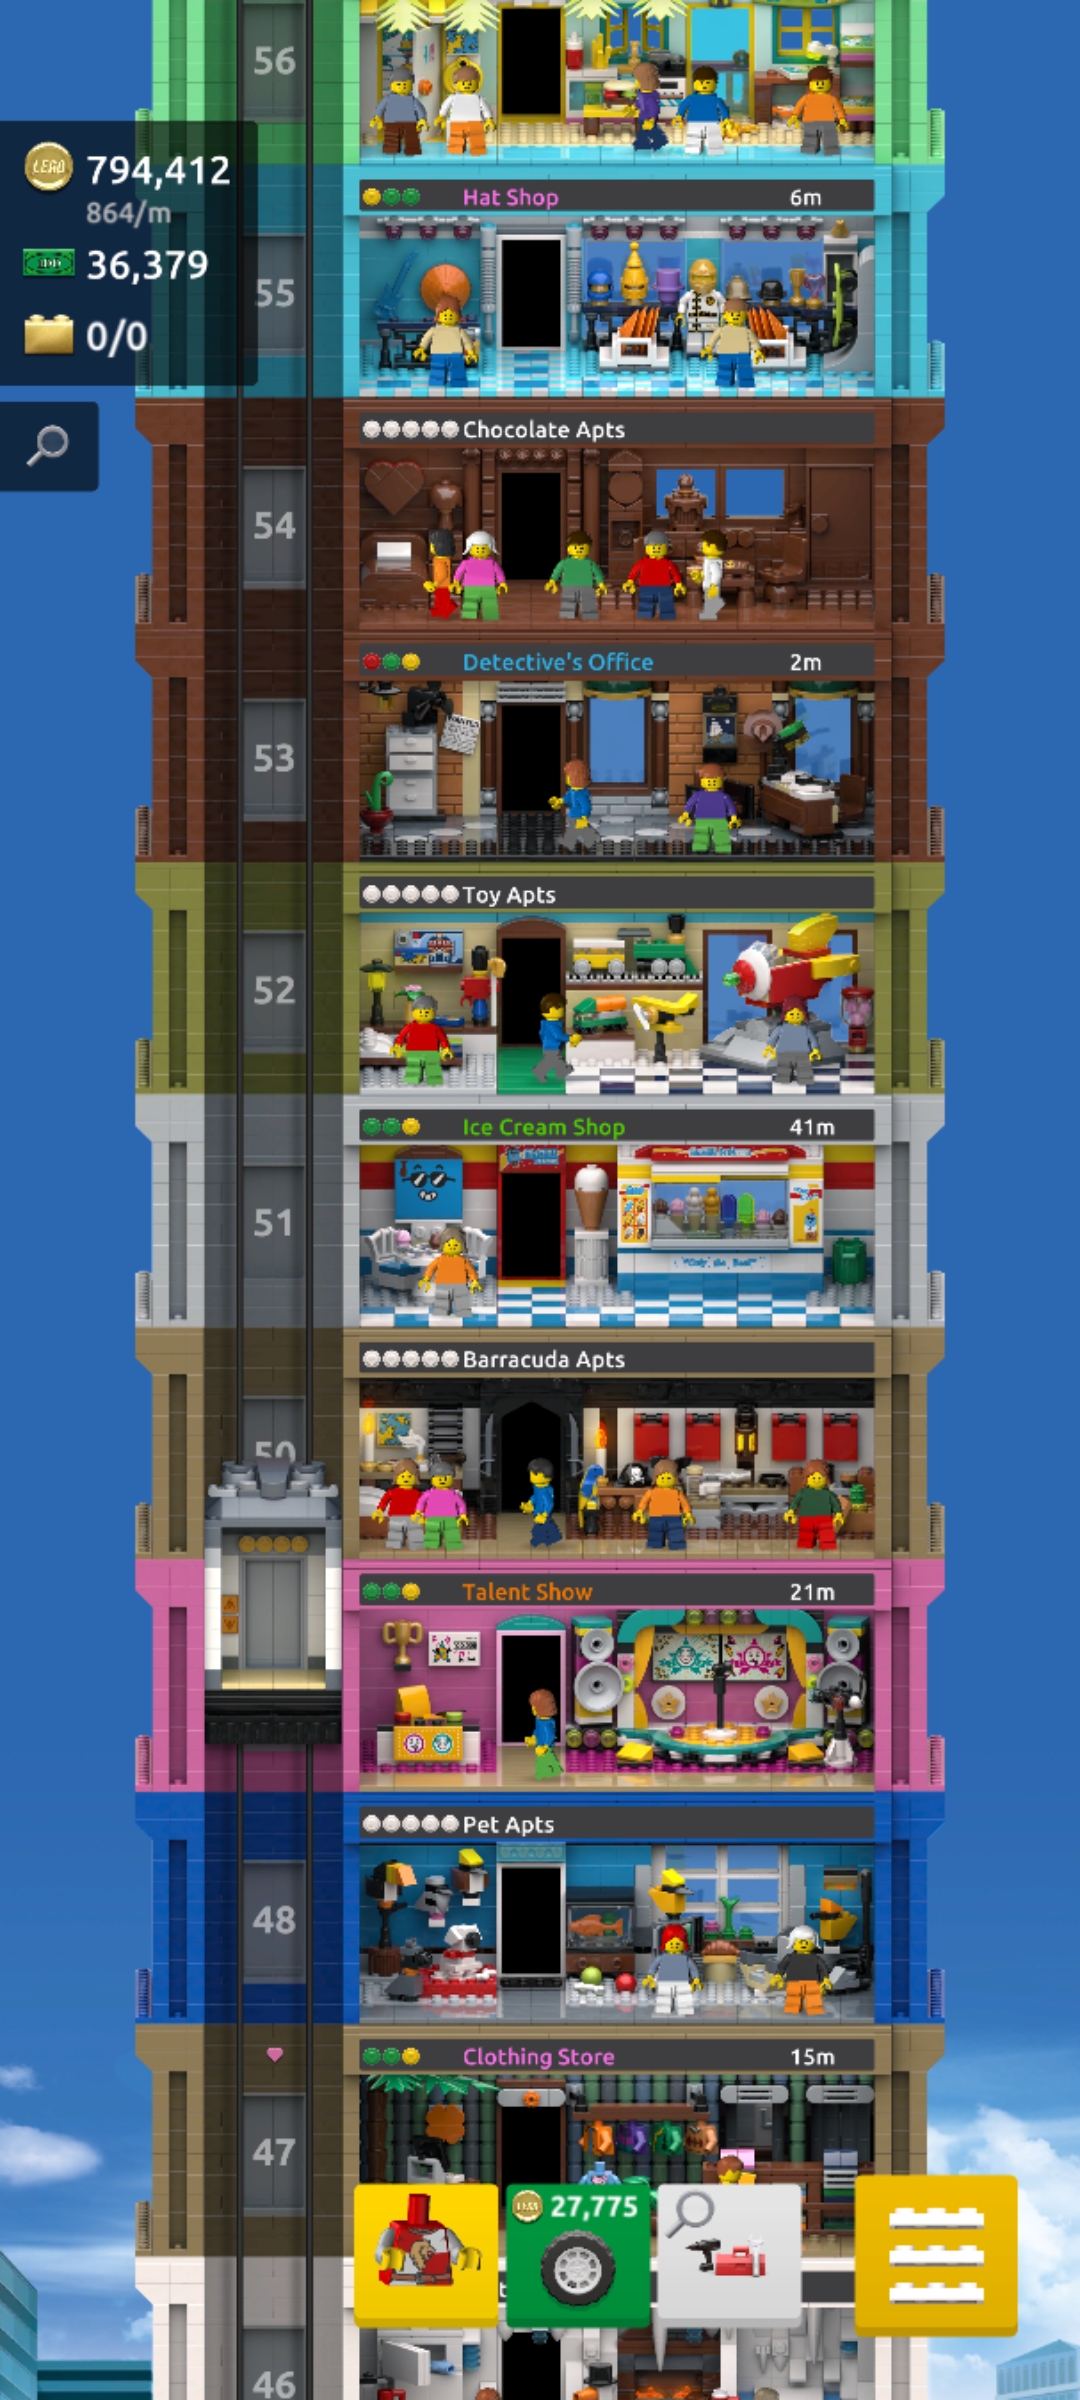 56
LEGO 794,412
864/m
36,379
0/0
Hat Shop 6m
55
Chocolate Apts
54
Detective's Office 2m
53
Toy Apts
52
Ice Cream Shop 41m
51
Barracuda Apts
50
Talent Show 21m
Pet Apts
48
Clothing Store 15m
47
27,775
46